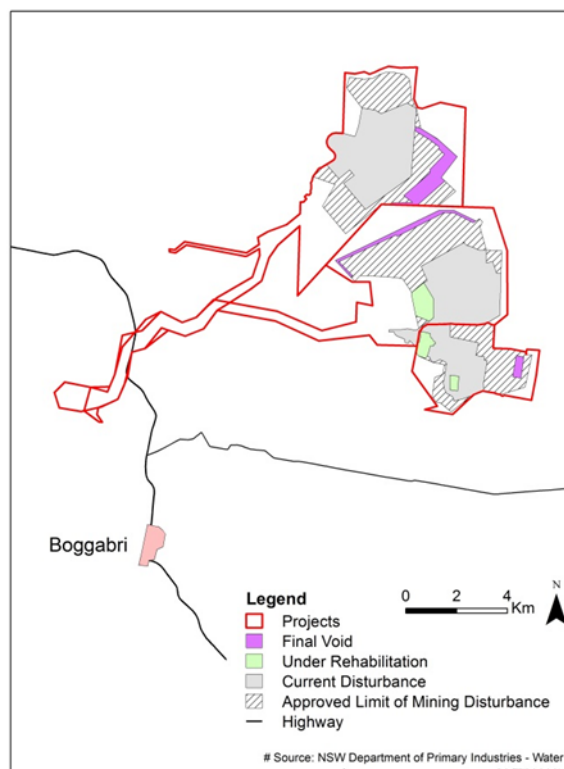 Boggabri
N
0 2 4
Km
Legend
Projects
Final Void
Under Rehabilitation
Current Disturbance
Approved Limit of Mining Disturbance
Highway
# Source: NSW Department of Primary Industries - Water